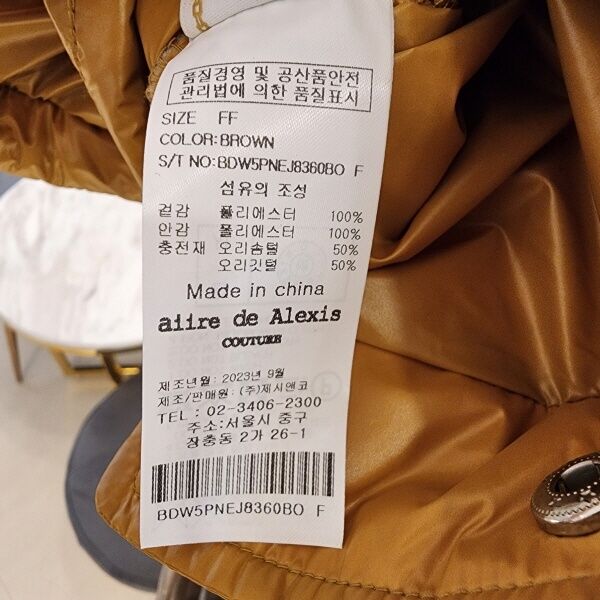 품질경영 및 공산품안전
관리법에 의한 품질표시
SIZE FF
COLOR:BROWN
S/T NO:BDW5PNEJ8360BO F
섬유의 조성
겉감 폴리에스터 100%
안감 폴리에스터 100%
충전재 오리솜털 50%
오리깃털 50%
Made in china
aiire de Alexis
COUTURE
제조년월: 2023년 9월
제조/판매원 : (주)제시앤코
TEL : 02-3406-2300
주소:서울시 중구
장충동 2가 26-1
BDW5PNEJ8360BO F